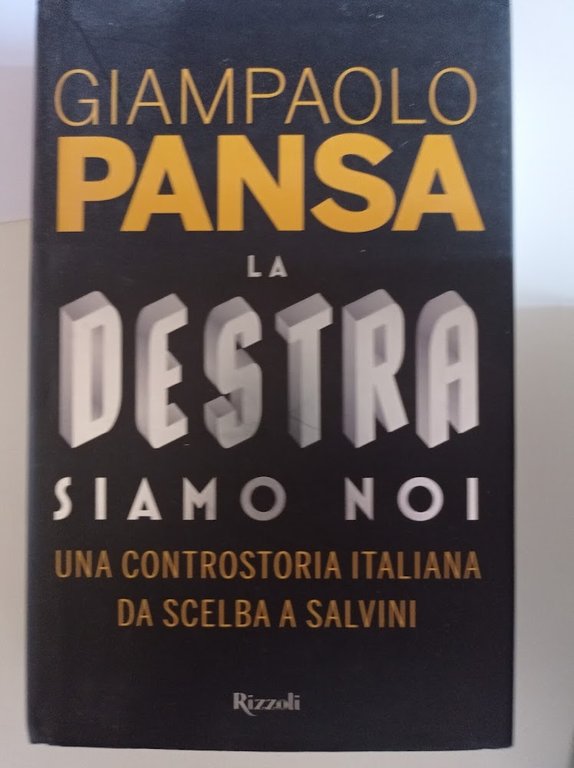 GIAMPAOLO
PANSA
LA
DESTRA
SIAMO NOI
UNA CONTROSTORIA ITALIANA
DA SCELBA A SALVINI
Rizzoli